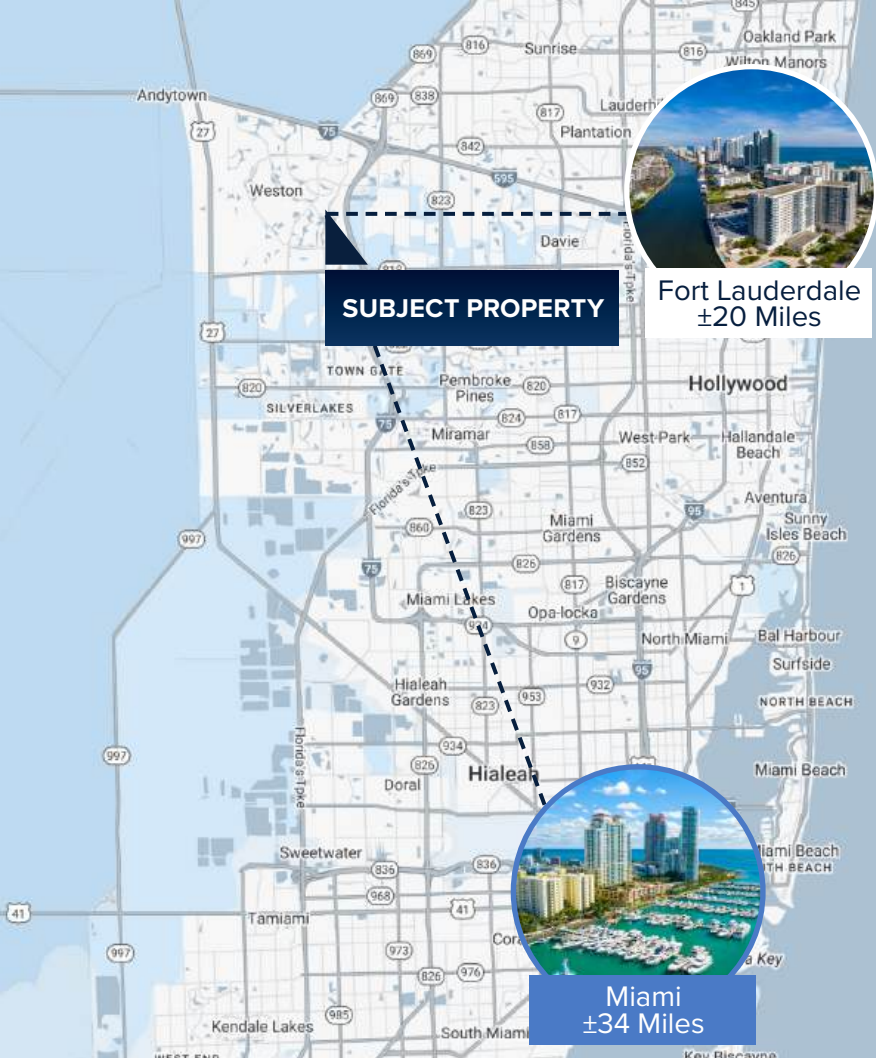 845
Oakland Park
869
816
Sunrise
816
Wilton Manors
Andytown
869
838
817
27
75
Plantation
842
595
Weston
823
Davie
SUBJECT PROPERTY
Fort Lauderdale
±20 Miles
27
TOWN GATE
820
Pembroke
Pines
820
Hollywood
SILVERLAKES
75
824
817
Miramar
858
West Park
Hallandale
Beach
852
Florida's Tpke
Aventura
823
95
997
860
Miami
Gardens
Sunny
Isles Beach
826
826
75
817
Biscayne
Gardens
1
Miami Lakes
Opa-locka
924
9
North Miami
Bal Harbour
95
Surfside
Hialeah
Gardens
932
823
953
NORTH BEACH
Florida's Tpke
934
997
826
Hialeah
Miami Beach
Doral
Sweetwater
836
836
968
41
41
Tamiami
997
973
826
976
Miami
±34 Miles
985
Kendale Lakes
South Miami
Key Biscayne